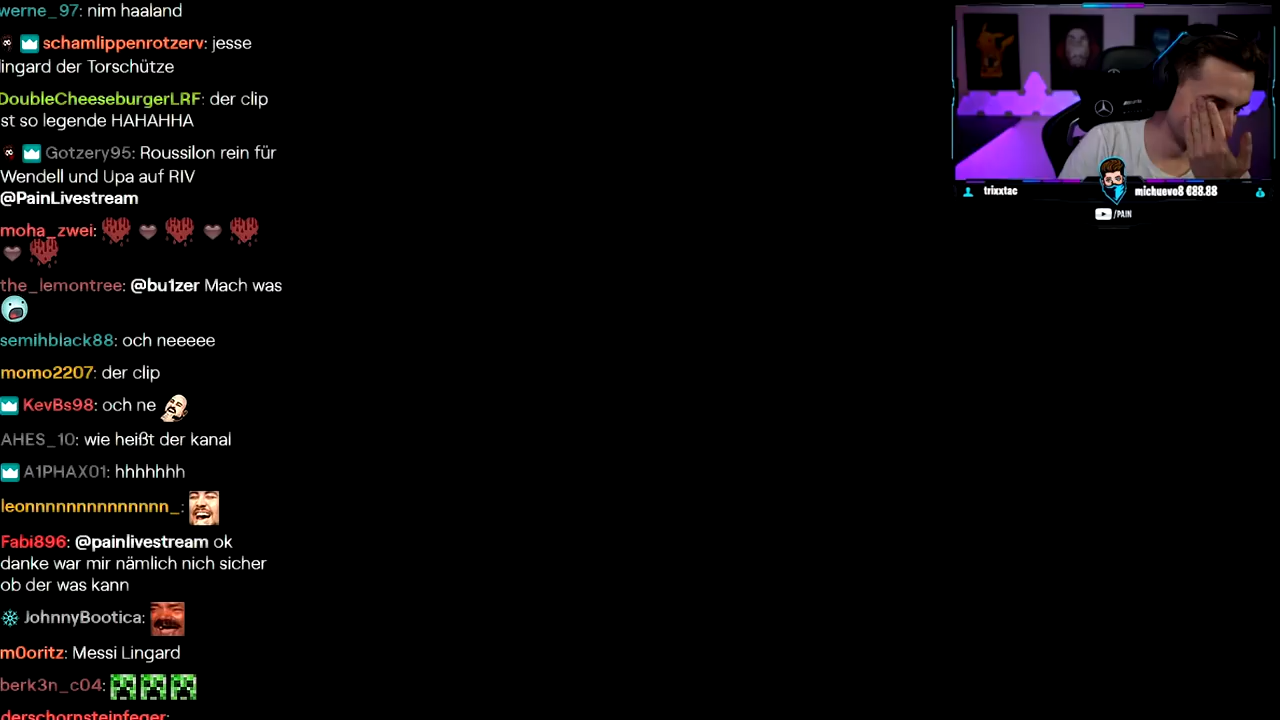 werne_97: nim haaland
schamlippenrotzerv: jesse
lingard der Torschütze
DoubleCheeseburgerLRF: der clip
st so legende HAHAHHA
Gotzery95: Roussilon rein für
Wendell und Upa auf RIV
@PainLivestream
moha_zwei:
the_lemontree: @bu1zer Mach was
semihblack88: och neeeee
momo2207: der clip
KevBs98: och ne
AHES_10: wie heißt der kanal
A1PHAX01: hhhhhhh
leonnnnnnnnnnnnnn_:
Fabi896: @painlivestream ok
danke war mir nämlich nich sicher
ob der was kann
JohnnyBootica:
m0oritz: Messi Lingard
berk3n_c04:
derschornsteinfeger:
trixxtac
michuevo8 €88.88
/PAIN